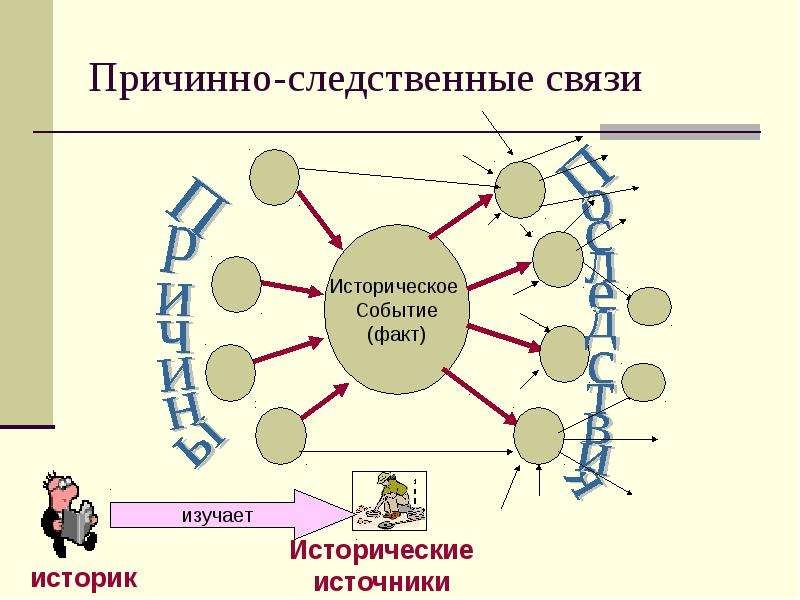 Причинно-следственные связи
Причины
Историческое
Событие
(факт)
Последствия
изучает
историк
Исторические
источники